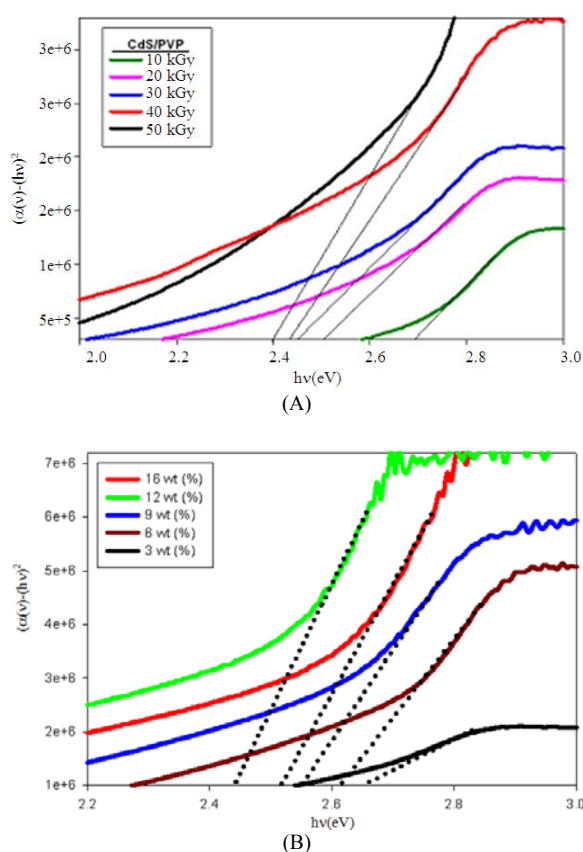 CdS/PVP
10 kGy
20 kGy
30 kGy
40 kGy
50 kGy
3e+6
3e+6
2e+6
2e+6
1e+6
5e+5
(α(ν)-(hν)²
2.0 2.2 2.4 2.6 2.8 3.0
hν(eV)
(A)
16 wt (%)
12 wt (%)
9 wt (%)
6 wt (%)
3 wt (%)
7e+6
6e+6
5e+6
4e+6
3e+6
2e+6
1e+6
(α(ν)-(hν)²
2.2 2.4 2.6 2.8 3.0
hν(eV)
(B)